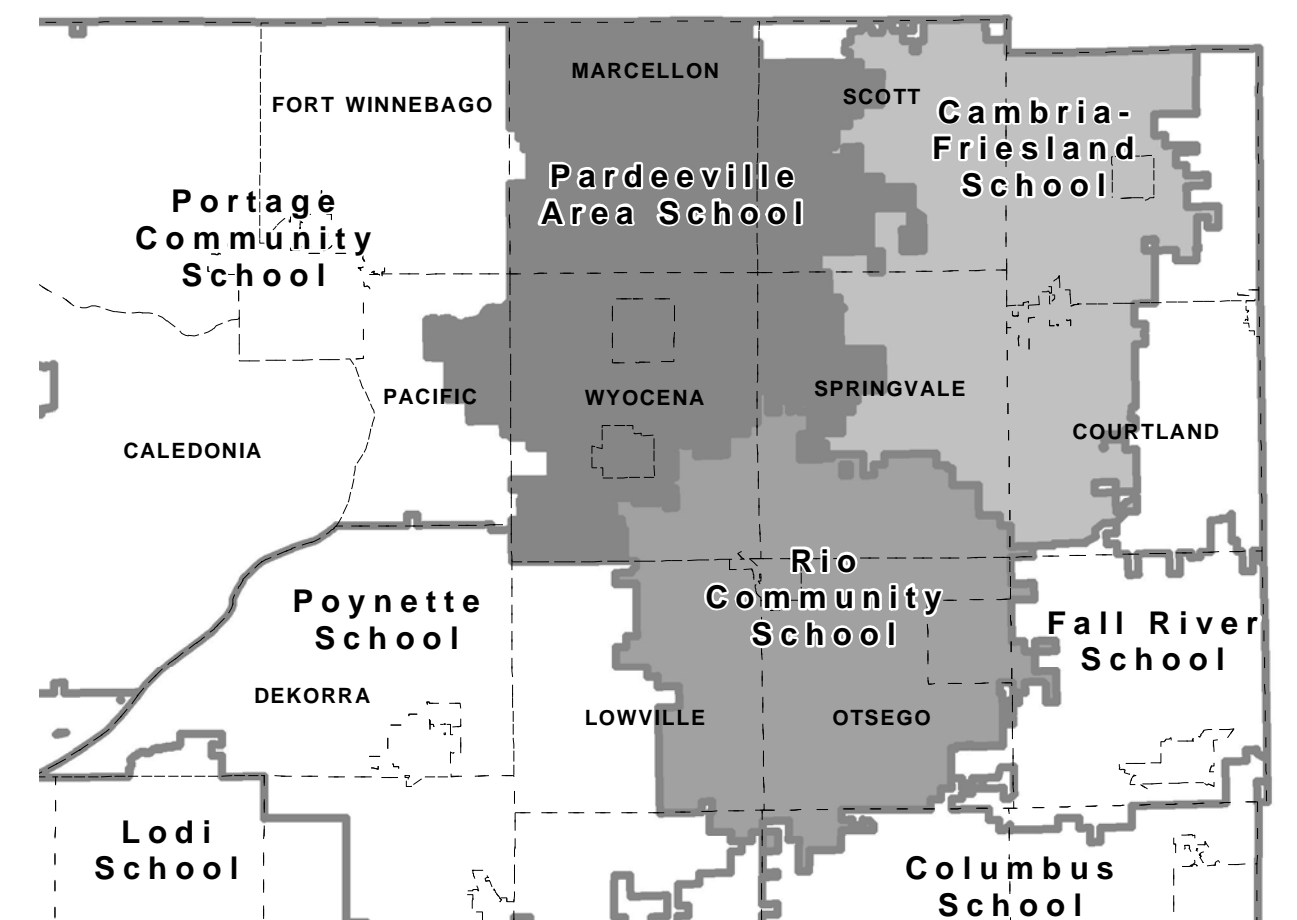 MARCELLON
SCOTT
FORT WINNEBAGO
Cambria-
Friesland
School
Pardeeville
Area School
Portage
Community
School
PACIFIC
WYOCENA
SPRINGVALE
CALEDONIA
COURTLAND
Rio
Community
School
Poynette
School
Fall River
School
DEKORRA
LOWVILLE
OTSEGO
Lodi
School
Columbus
School